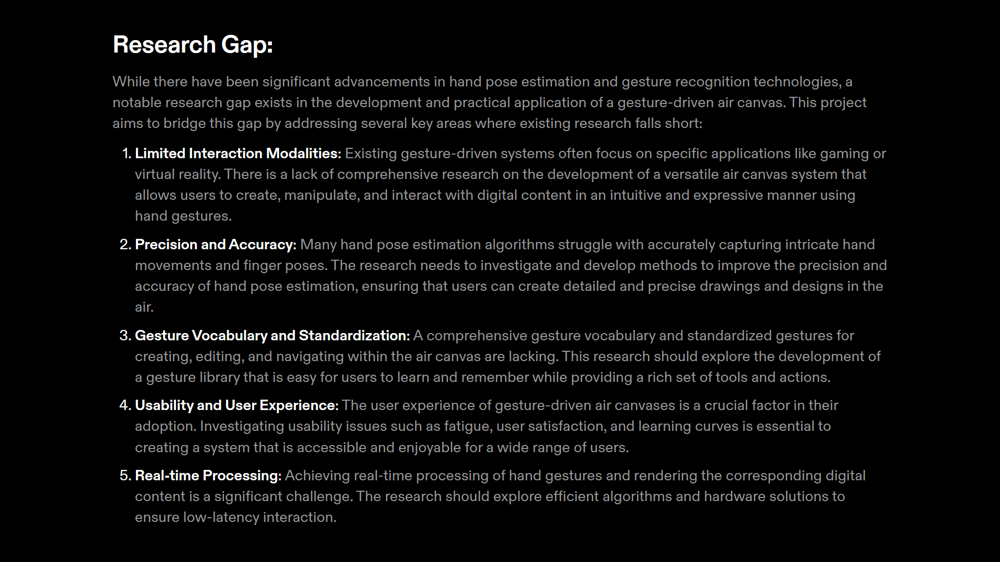 Research Gap:
While there have been significant advancements in hand pose estimation and gesture recognition technologies, a
notable research gap exists in the development and practical application of a gesture-driven air canvas. This project
aims to bridge this gap by addressing several key areas where existing research falls short:
1. Limited Interaction Modalities: Existing gesture-driven systems often focus on specific applications like gaming or
virtual reality. There is a lack of comprehensive research on the development of a versatile air canvas system that
allows users to create, manipulate, and interact with digital content in an intuitive and expressive manner using
hand gestures.
2. Precision and Accuracy: Many hand pose estimation algorithms struggle with accurately capturing intricate hand
movements and finger poses. The research needs to investigate and develop methods to improve the precision and
accuracy of hand pose estimation, ensuring that users can create detailed and precise drawings and designs in the
air.
3. Gesture Vocabulary and Standardization: A comprehensive gesture vocabulary and standardized gestures for
creating, editing, and navigating within the air canvas are lacking. This research should explore the development of
a gesture library that is easy for users to learn and remember while providing a rich set of tools and actions.
4. Usability and User Experience: The user experience of gesture-driven air canvases is a crucial factor in their
adoption. Investigating usability issues such as fatigue, user satisfaction, and learning curves is essential to
creating a system that is accessible and enjoyable for a wide range of users.
5. Real-time Processing: Achieving real-time processing of hand gestures and rendering the corresponding digital
content is a significant challenge. The research should explore efficient algorithms and hardware solutions to
ensure low-latency interaction.